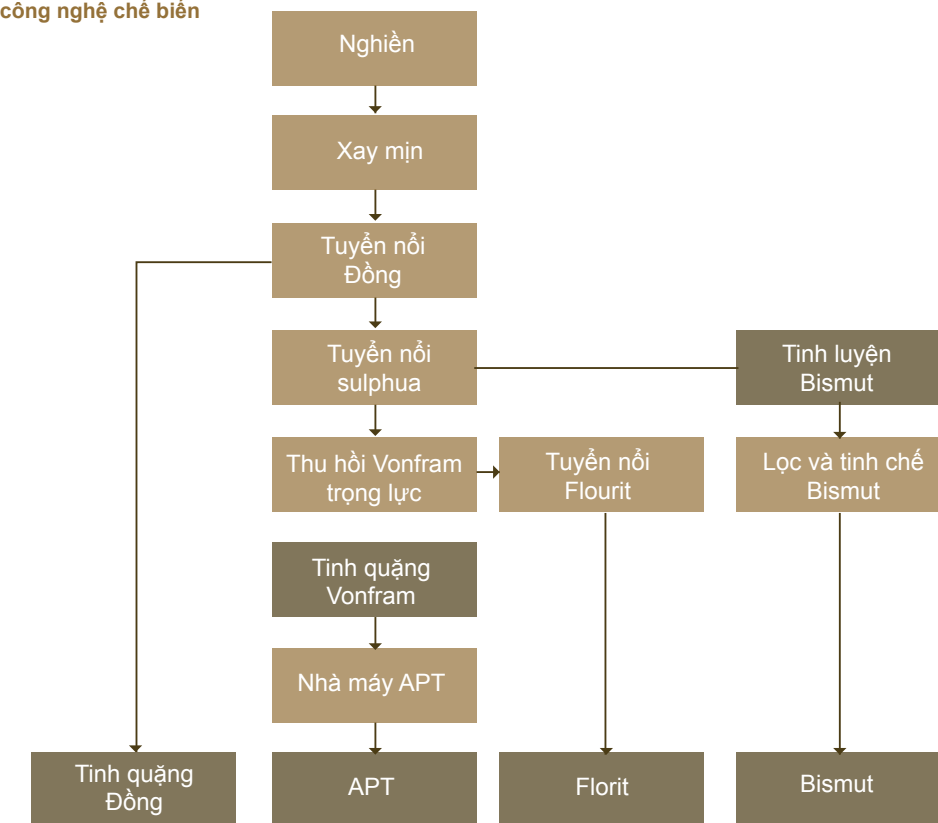 công nghệ chế biến
Nghiền
Xay mịn
Tuyển nổi
Đồng
Tuyển nổi
sulphua
Tinh luyện
Bismut
Thu hồi Vonfram
trọng lực
Tuyển nổi
Flourit
Lọc và tinh chế
Bismut
Tinh quặng
Vonfram
Nhà máy APT
Tinh quặng
Đồng
APT
Florit
Bismut